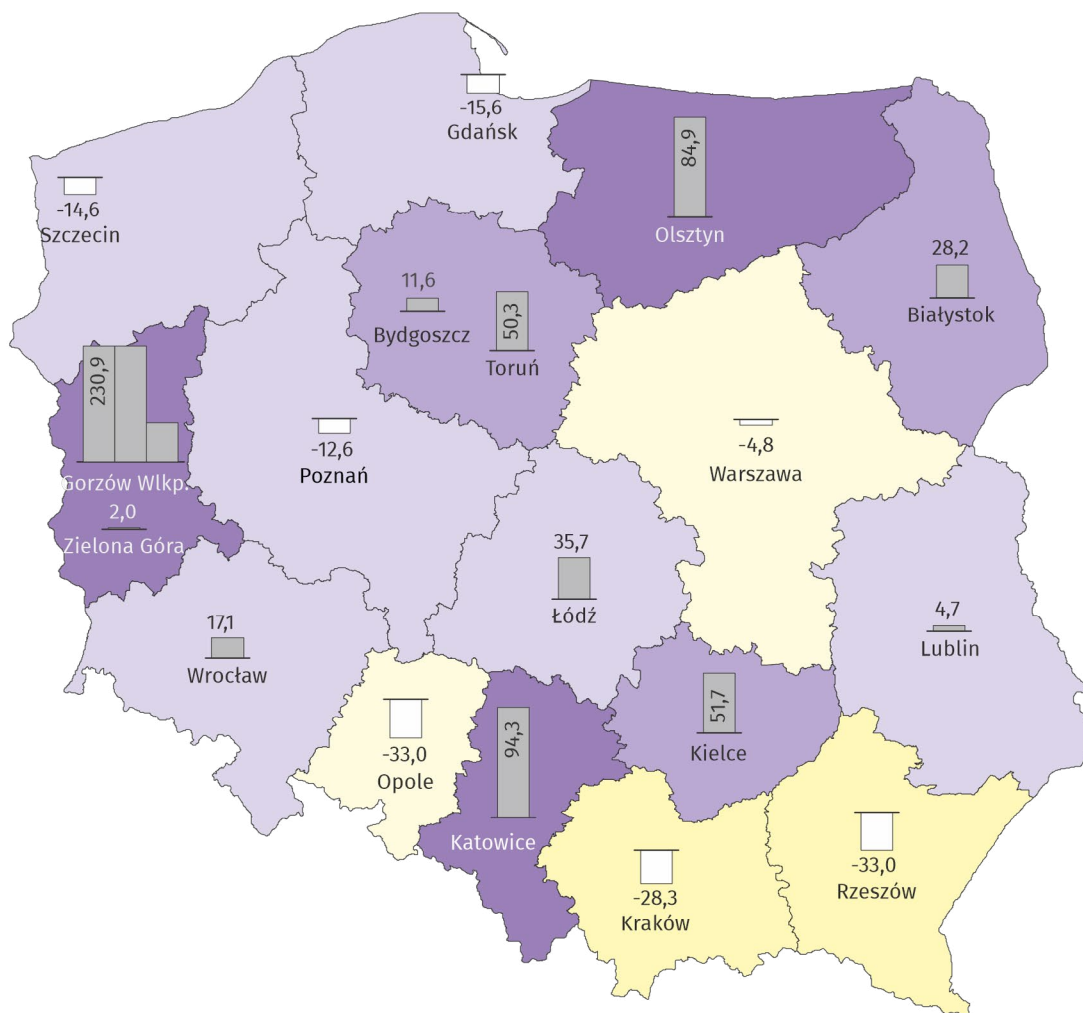 -15,6
Gdańsk
84,9
Olsztyn
-14,6
Szczecin
28,2
Białystok
11,6
Bydgoszcz
50,3
Toruń
230,9
Gorzów Wlkp.
2,0
Zielona Góra
-12,6
Poznań
-4,8
Warszawa
35,7
Łódź
4,7
Lublin
17,1
Wrocław
-33,0
Opole
94,3
Katowice
51,7
Kielce
-28,3
Kraków
-33,0
Rzeszów